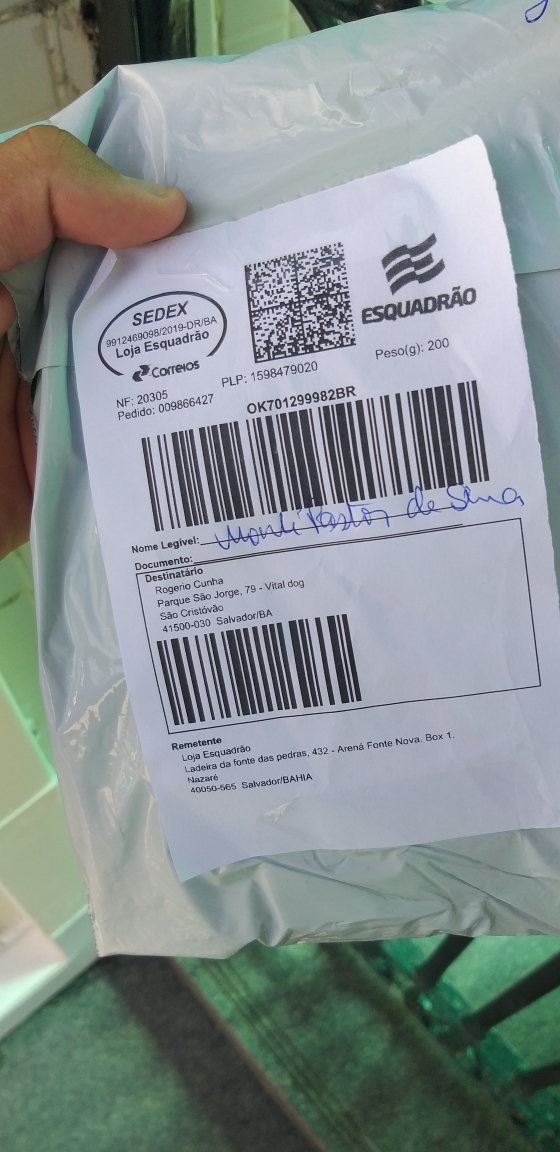 SEDEX
9912469098/2019-DR/BA
Loja Esquadrão
Correios
ESQUADRÃO
NF: 20305
PLP: 1598479020
Peso(g): 200
Pedido: 009866427
OK701299982BR
Nome Legível:
Documento:
Destinatário
Rogerio Cunha
Parque São Jorge, 79 - Vital dog
São Cristóvão
41500-030 Salvador/BA
Remetente
Loja Esquadrão
Ladeira da fonte das pedras, 432 - Arena Fonte Nova. Box 1.
Nazaré
40050-565 Salvador/BAHIA